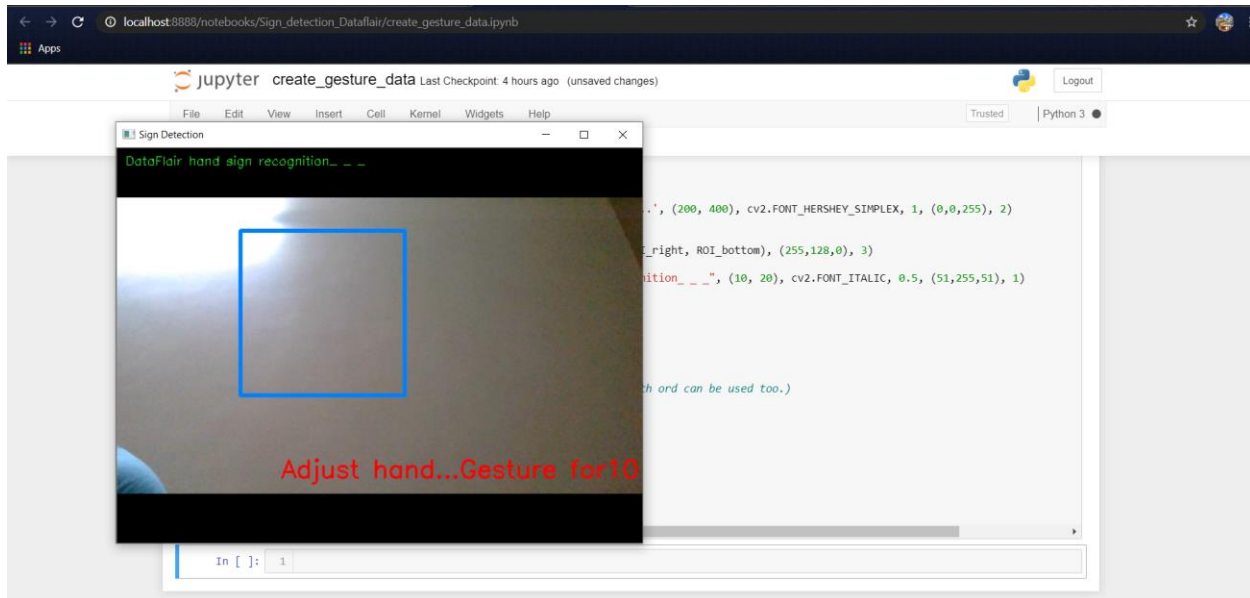 localhost:8888/notebooks/Sign_detection_Dataflair/create_gesture_data.ipynb
Apps
jupyter create_gesture_data Last Checkpoint: 4 hours ago (unsaved changes)
Logout
File Edit View Insert Cell Kernel Widgets Help
Trusted
Python 3
Sign Detection
DataFlair hand sign recognition_ _ _
.', (200, 400), cv2.FONT_HERSHEY_SIMPLEX, 1, (0,0,255), 2)
_right, ROI_bottom), (255,128,0), 3)
ition_ _ _", (10, 20), cv2.FONT_ITALIC, 0.5, (51,255,51), 1)
h ord can be used too.)
Adjust hand...Gesture for10
In [ ]: 1